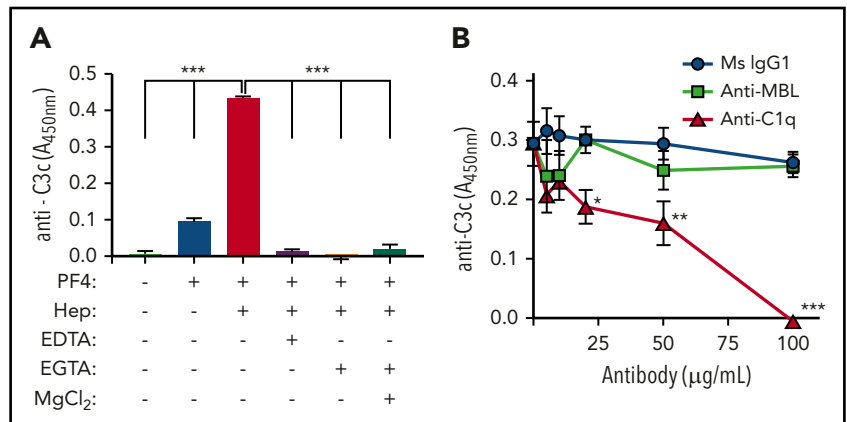 A
anti - C3c (A450nm)
0.5
0.4
0.3
0.2
0.1
0.0
*** ***
PF4: - + + + + +
Hep: - - + + + +
EDTA: - - - + - -
EGTA: - - - - + +
MgCl2: - - - - - +
B
Ms IgG1
Anti-MBL
Anti-C1q
anti-C3c (A450nm)
0.4
0.3
0.2
0.1
0.0
*
**
***
25 50 75 100
Antibody (μg/mL)